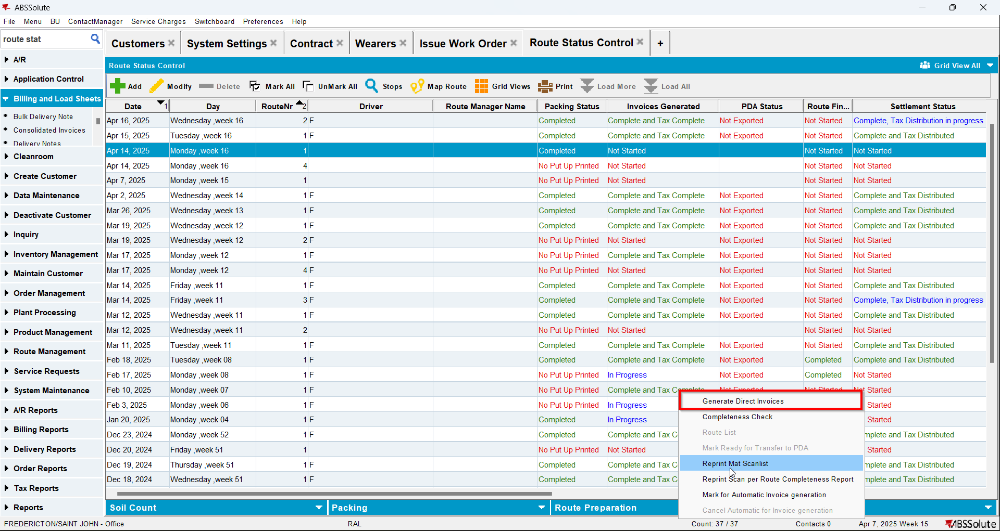 ABSSolute
File Menu BU ContactManager Service Charges Switchboard Preferences Help
route stat
Customers System Settings Contract Wearers Issue Work Order Route Status Control +
Route Status Control Grid View All
Add Modify Delete Mark All UnMark All Stops Map Route Grid Views Print Load More Load All
Date 1 Day RouteNr 2 Driver Route Manager Name Packing Status Invoices Generated PDA Status Route Fin... Settlement Status
Apr 16, 2025 Wednesday ,week 16 2 F Completed Complete and Tax Complete Not Exported Not Started Complete, Tax Distribution in progress
Apr 15, 2025 Tuesday ,week 16 1 F Completed Complete and Tax Complete Not Exported Not Started Complete and Tax Distributed
Apr 14, 2025 Monday ,week 16 1 Completed Not Started Not Started Not Started
Apr 14, 2025 Monday ,week 16 4 No Put Up Printed Not Started Not Started Not Started
Apr 7, 2025 Monday ,week 15 1 No Put Up Printed Not Started Not Started Not Started
Apr 2, 2025 Wednesday ,week 14 1 F Completed Complete and Tax Complete Not Exported Not Started Complete and Tax Distributed
Mar 26, 2025 Wednesday ,week 13 1 F Completed Complete and Tax Complete Not Exported Not Started Complete and Tax Distributed
Mar 19, 2025 Wednesday ,week 12 1 F Completed Complete and Tax Complete Not Exported Not Started Complete and Tax Distributed
Mar 19, 2025 Wednesday ,week 12 2 F No Put Up Printed Not Started Not Exported Not Started Not Started
Mar 17, 2025 Monday ,week 12 1 F No Put Up Printed Complete and Tax Complete Not Exported Not Started Not Started
Mar 17, 2025 Monday ,week 12 4 F No Put Up Printed Not Started Not Exported Not Started Not Started
Mar 14, 2025 Friday ,week 11 1 F Completed Complete and Tax Complete Not Exported Not Started Complete and Tax Distributed
Mar 14, 2025 Friday ,week 11 3 F Completed Complete and Tax Complete Not Exported Not Started Complete, Tax Distribution in progress
Mar 12, 2025 Wednesday ,week 11 1 F Completed Complete and Tax Complete Not Exported Not Started Complete and Tax Distributed
Mar 12, 2025 Wednesday ,week 11 2 No Put Up Printed Not Started Not Started Not Started
Mar 11, 2025 Tuesday ,week 11 1 F Completed Complete and Tax Complete Not Exported Not Started Complete and Tax Distributed
Feb 18, 2025 Tuesday ,week 08 1 F Completed Complete and Tax Complete Not Exported Completed Complete and Tax Distributed
Feb 17, 2025 Monday ,week 08 1 F No Put Up Printed In Progress Not Exported Completed Not Started
Feb 10, 2025 Monday ,week 07 1 F No Put Up Printed Complete and Tax Complete Not Exported Not Started Not Started
Feb 3, 2025 Monday ,week 06 1 F No Put Up Printed In Progress Started
Jan 20, 2025 Monday ,week 04 1 F Completed In Progress Started
Dec 23, 2024 Monday ,week 52 1 F Completed Complete and Tax C mplete and Tax Distributed
Dec 20, 2024 Friday ,week 51 1 No Put Up Printed Not Started Started
Dec 19, 2024 Thursday ,week 51 1 F Completed Complete and Tax C mplete and Tax Distributed
Dec 18, 2024 Wednesday ,week 51 1 F Completed Complete and Tax C mplete and Tax Distributed
A/R
Application Control
Billing and Load Sheets
Bulk Delivery Note
Consolidated Invoices
Delivery Notes
Cleanroom
Create Customer
Data Maintenance
Deactivate Customer
Inquiry
Inventory Management
Maintain Customer
Order Management
Plant Processing
Product Management
Route Management
Service Requests
System Maintenance
A/R Reports
Billing Reports
Delivery Reports
Order Reports
Tax Reports
Reports
Generate Direct Invoices
Completeness Check
Route List
Mark Ready for Transfer to PDA
Reprint Mat Scanlist
Reprint Scan per Route Completeness Report
Mark for Automatic Invoice generation
Cancel Automatic for Invoice generation
Soil Count Packing Route Preparation
FREDERICTON/SAINT JOHN - Office RAL Count: 37 / 37 Contacts 0 Apr 7, 2025 Week 15 ABSSolute